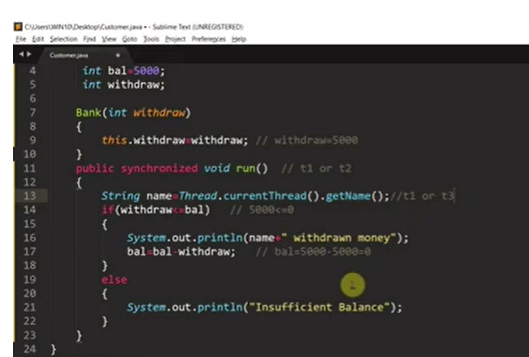 C:\Users\WIN10\Desktop\Customer.java • - Sublime Text (UNREGISTERED)
File Edit Selection Find View Goto Tools Project Preferences Help
Customer.java
4 int bal=5000;
5 int withdraw;
6
7 Bank(int withdraw)
8 {
9 this.withdraw=withdraw; // withdraw=5000
10 }
11 public synchronized void run() // t1 or t2
12 {
13 String name=Thread.currentThread().getName();//t1 or t3
14 if(withdraw<=bal) // 5000<=0
15 {
16 System.out.println(name+" withdrawn money");
17 bal=bal-withdraw; // bal=5000-5000=0
18 }
19 else
20 {
21 System.out.println("Insufficient Balance");
22 }
23 }
24 }